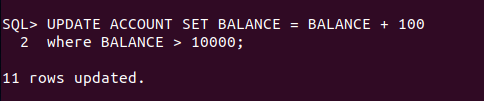 SQL> UPDATE ACCOUNT SET BALANCE = BALANCE + 100
2 where BALANCE > 10000;
11 rows updated.